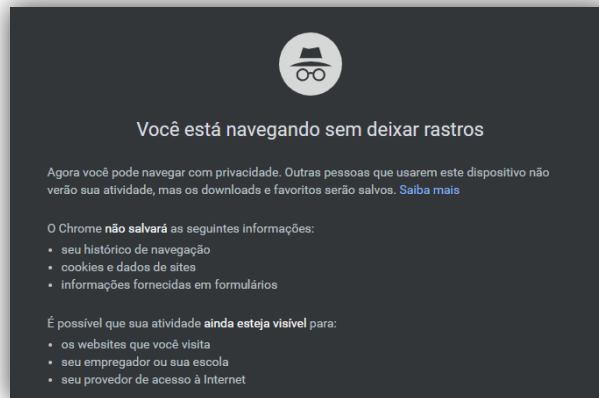 Você está navegando sem deixar rastros
Agora você pode navegar com privacidade. Outras pessoas que usarem este dispositivo não
verão sua atividade, mas os downloads e favoritos serão salvos. Saiba mais
O Chrome não salvará as seguintes informações:
• seu histórico de navegação
• cookies e dados de sites
• informações fornecidas em formulários
É possível que sua atividade ainda esteja visível para:
• os websites que você visita
• seu empregador ou sua escola
• seu provedor de acesso à Internet